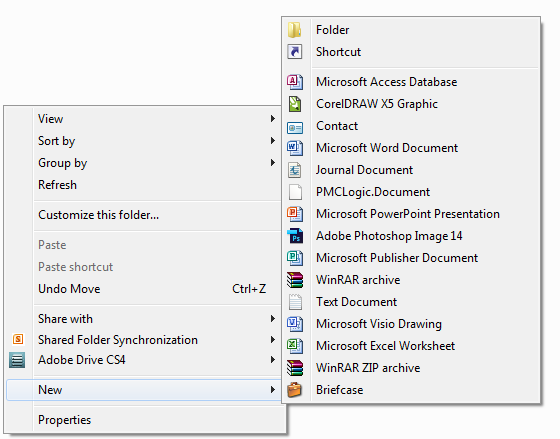 View
Sort by
Group by
Refresh
Customize this folder...
Paste
Paste shortcut
Undo Move Ctrl+Z
Share with
Shared Folder Synchronization
Adobe Drive CS4
New
Properties
Folder
Shortcut
Microsoft Access Database
CorelDRAW X5 Graphic
Contact
Microsoft Word Document
Journal Document
PMCLogic.Document
Microsoft PowerPoint Presentation
Adobe Photoshop Image 14
Microsoft Publisher Document
WinRAR archive
Text Document
Microsoft Visio Drawing
Microsoft Excel Worksheet
WinRAR ZIP archive
Briefcase